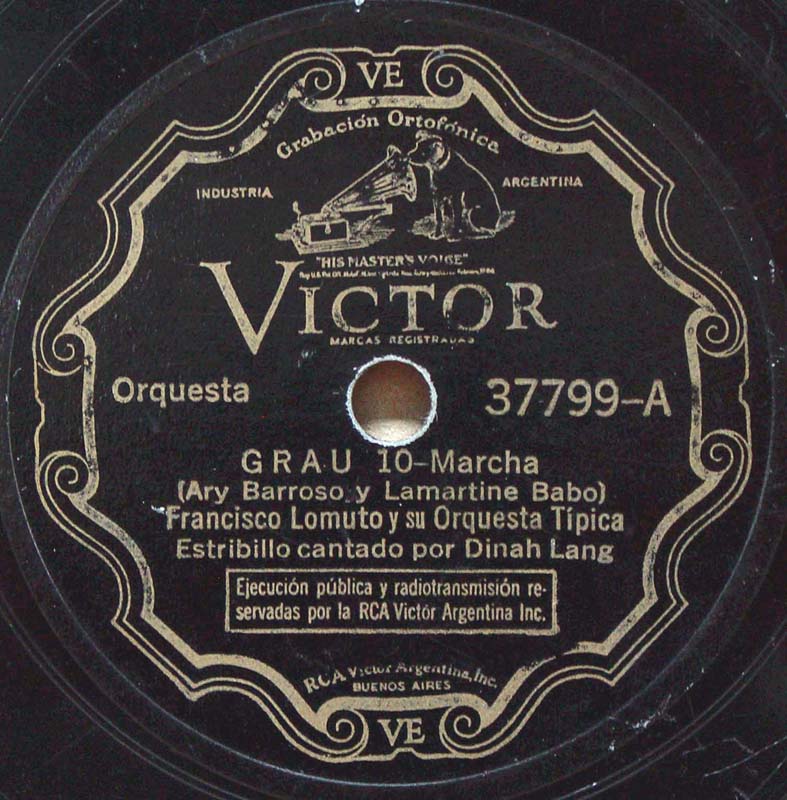 VE
Grabación Ortofónica
INDUSTRIA
ARGENTINA
"HIS MASTER'S VOICE"
VICTOR
MARCAS REGISTRADAS
Orquesta
37799-A
GRAU 10-Marcha
(Ary Barroso y Lamartine Babo)
Francisco Lomuto y su Orquesta Típica
Estribillo cantado por Dinah Lang
Ejecución pública y radiotransmisión re-
servadas por la RCA Victor Argentina Inc.
RCA Victor Argentina, Inc.
BUENOS AIRES
VE